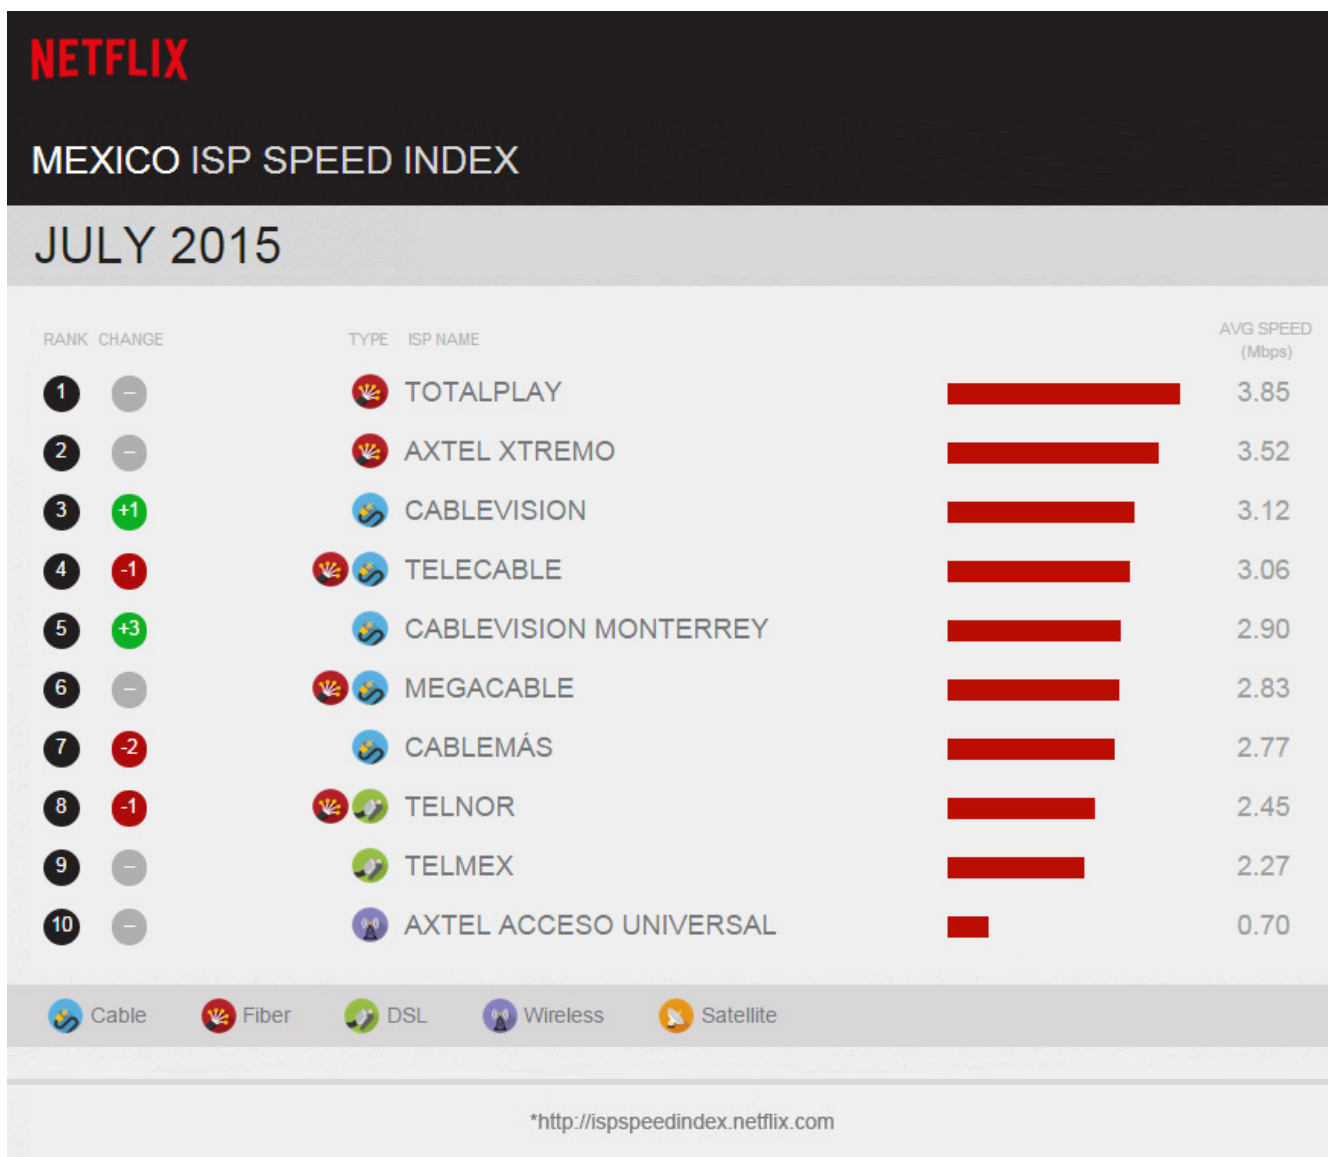 NETFLIX
MEXICO ISP SPEED INDEX
JULY 2015
RANK CHANGE TYPE ISP NAME AVG SPEED
(Mbps)
1 – TOTALPLAY 3.85
2 – AXTEL XTREMO 3.52
3 +1 CABLEVISION 3.12
4 -1 TELECABLE 3.06
5 +3 CABLEVISION MONTERREY 2.90
6 – MEGACABLE 2.83
7 -2 CABLEMÁS 2.77
8 -1 TELNOR 2.45
9 – TELMEX 2.27
10 – AXTEL ACCESO UNIVERSAL 0.70
Cable Fiber DSL Wireless Satellite
*http://ispspeedindex.netflix.com